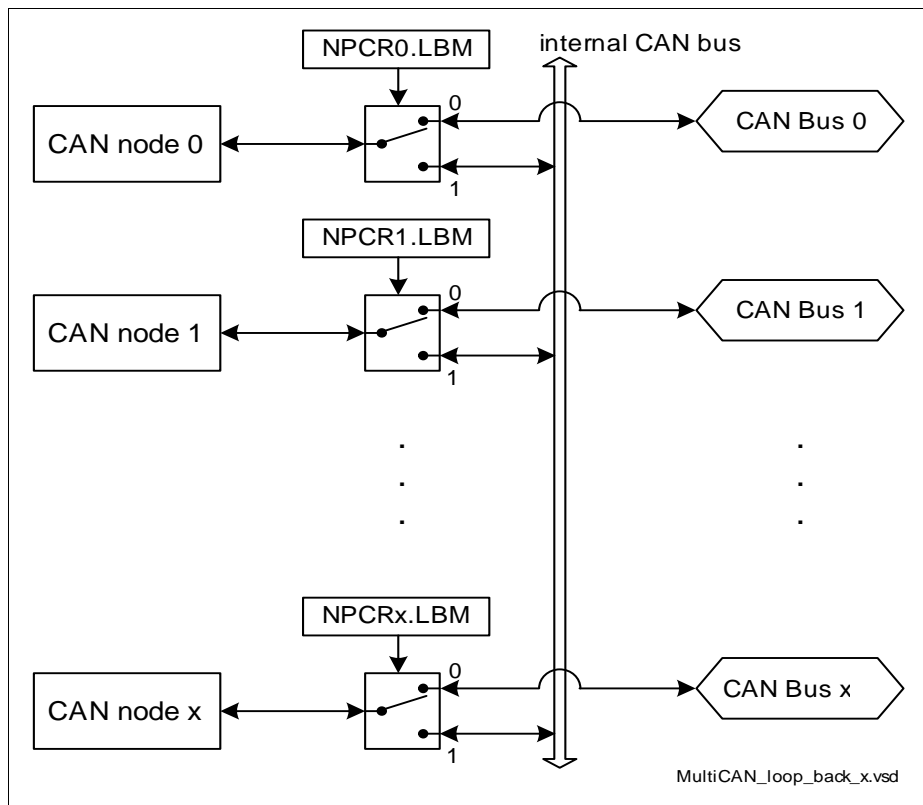 NPCR0.LBM
internal CAN bus
0
CAN node 0
CAN Bus 0
1
NPCR1.LBM
0
CAN node 1
CAN Bus 1
1
NPCRx.LBM
0
CAN node x
CAN Bus x
1
MultiCAN_loop_back_x.vsd